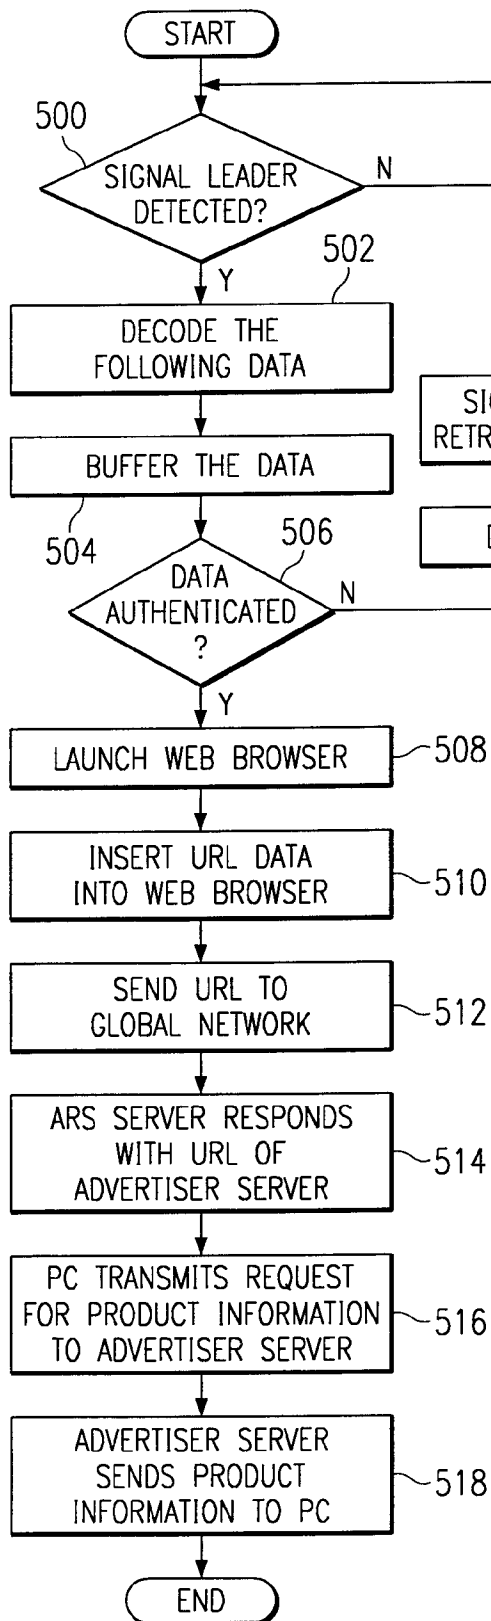 START
500
SIGNAL LEADER
DETECTED?
N
Y
502
DECODE THE
FOLLOWING DATA
BUFFER THE DATA
504
506
DATA
AUTHENTICATED
?
N
Y
LAUNCH WEB BROWSER
508
INSERT URL DATA
INTO WEB BROWSER
510
SEND URL TO
GLOBAL NETWORK
512
ARS SERVER RESPONDS
WITH URL OF
ADVERTISER SERVER
514
PC TRANSMITS REQUEST
FOR PRODUCT INFORMATION
TO ADVERTISER SERVER
516
ADVERTISER SERVER
SENDS PRODUCT
INFORMATION TO PC
518
END